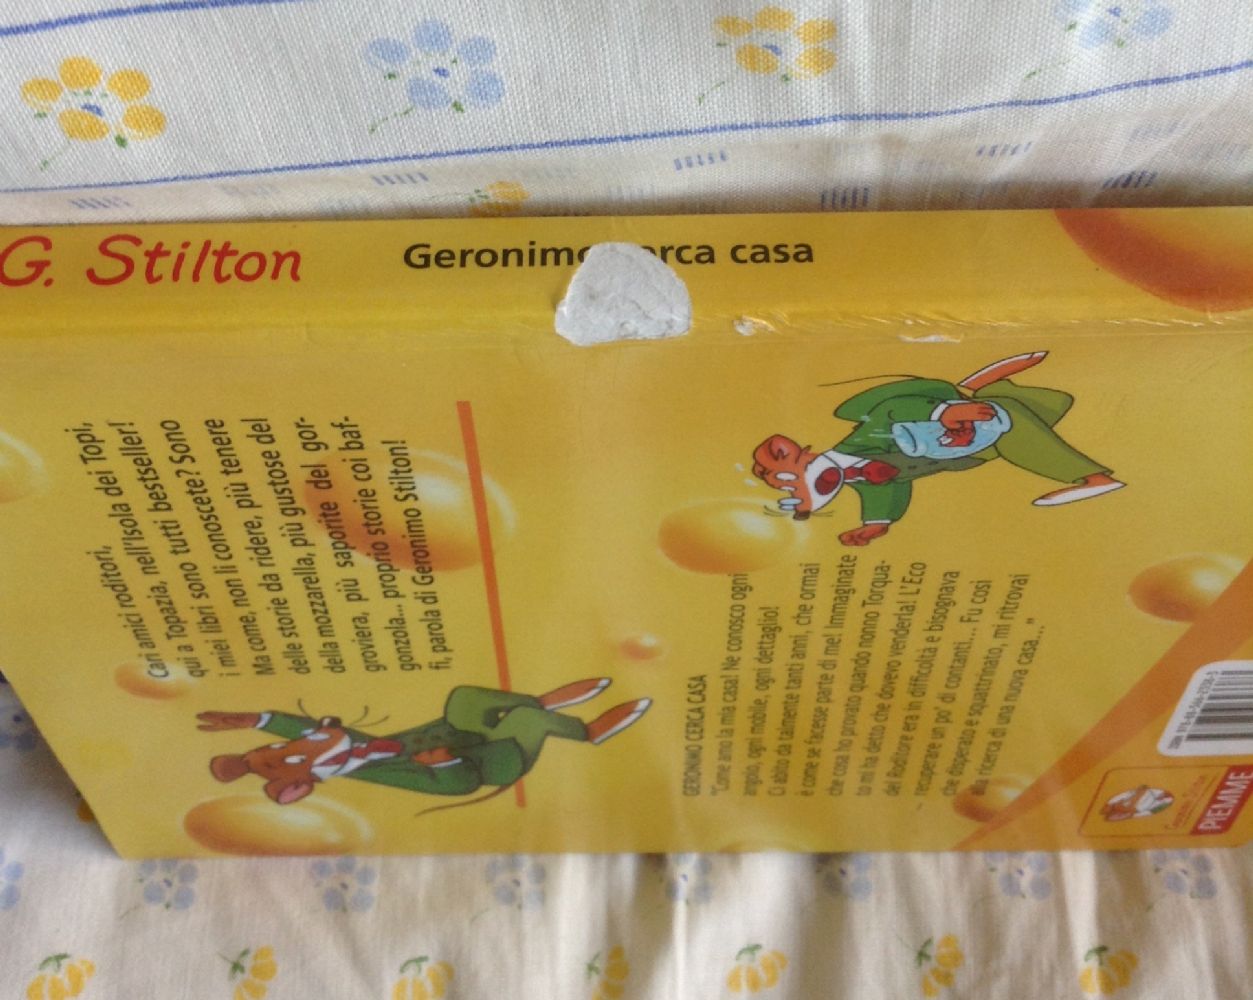 G. Stilton
Geronimo cerca casa
Cari amici roditori,
qui a Topazia, nell'Isola dei Topi,
i miei libri sono tutti bestseller!
Ma come, non li conoscete? Sono
delle storie da ridere, più tenere
della mozzarella, più gustose del
groviera, più saporite del gor-
gonzola... proprio storie coi baf-
fi, parola di Geronimo Stilton!
GERONIMO CERCA CASA
"Come amo la mia casa! Ne conosco ogni
angolo, ogni mobile, ogni dettaglio!
Ci abito da talmente tanti anni, che ormai
è come se facesse parte di me! Immaginate
che cosa ho provato quando nonno Torqua-
to mi ha detto che dovevo venderla! L'Eco
del Roditore era in difficoltà e bisognava
recuperare un po' di contanti... Fu così
che disperato e squattrinato, mi ritrovai
alla ricerca di una nuova casa..."
Geronimo Stilton
PIEMME